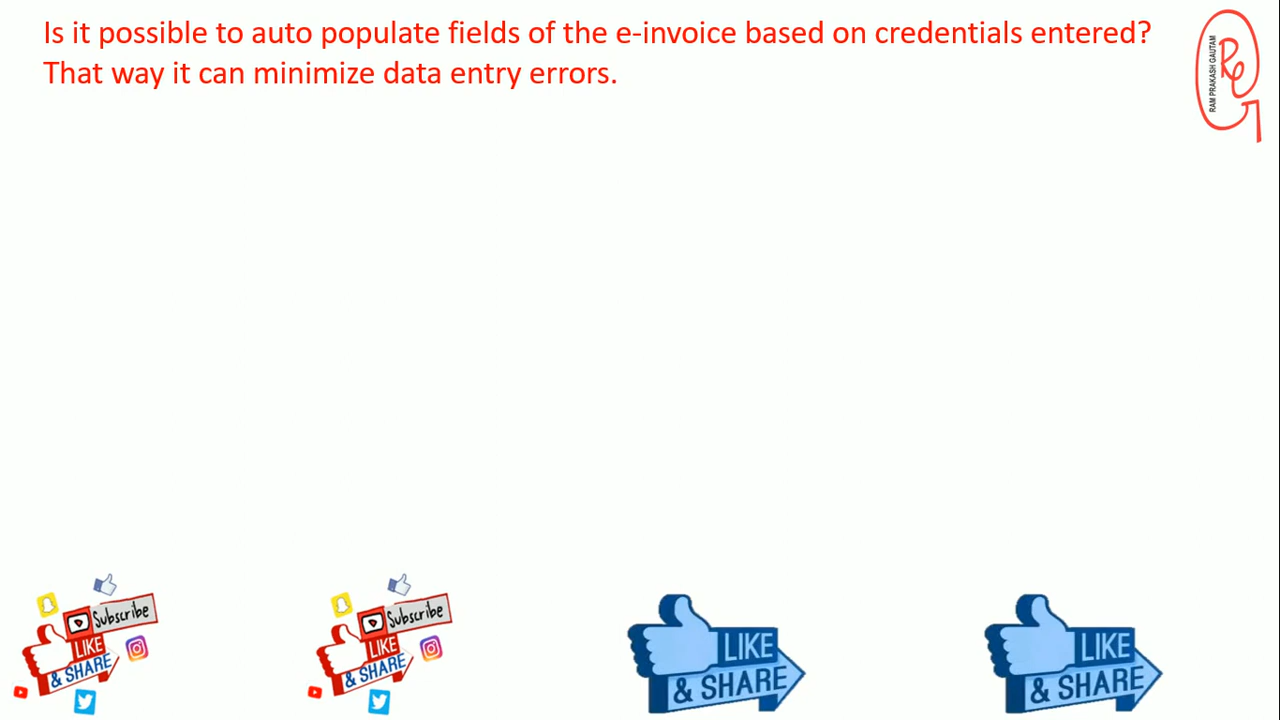 Is it possible to auto populate fields of the e-invoice based on credentials entered?
That way it can minimize data entry errors.
RAM PRAKASH GAUTAM
Subscribe
LIKE
& SHARE
Subscribe
LIKE
& SHARE
LIKE
& SHARE
LIKE
& SHARE